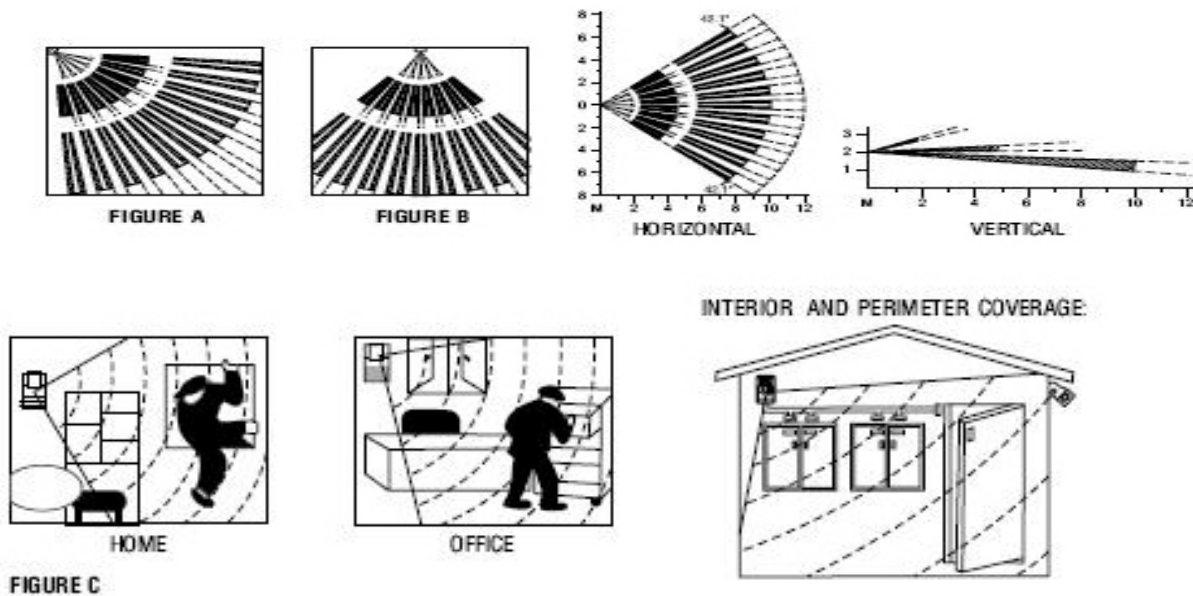 FIGURE A
FIGURE B
8
6
4
2
0
2
4
6
8
M 2 4 6 8 10 12
HORIZONTAL
3
2
1
M 2 4 6 8 10 12
VERTICAL
INTERIOR AND PERIMETER COVERAGE:
HOME
OFFICE
FIGURE C